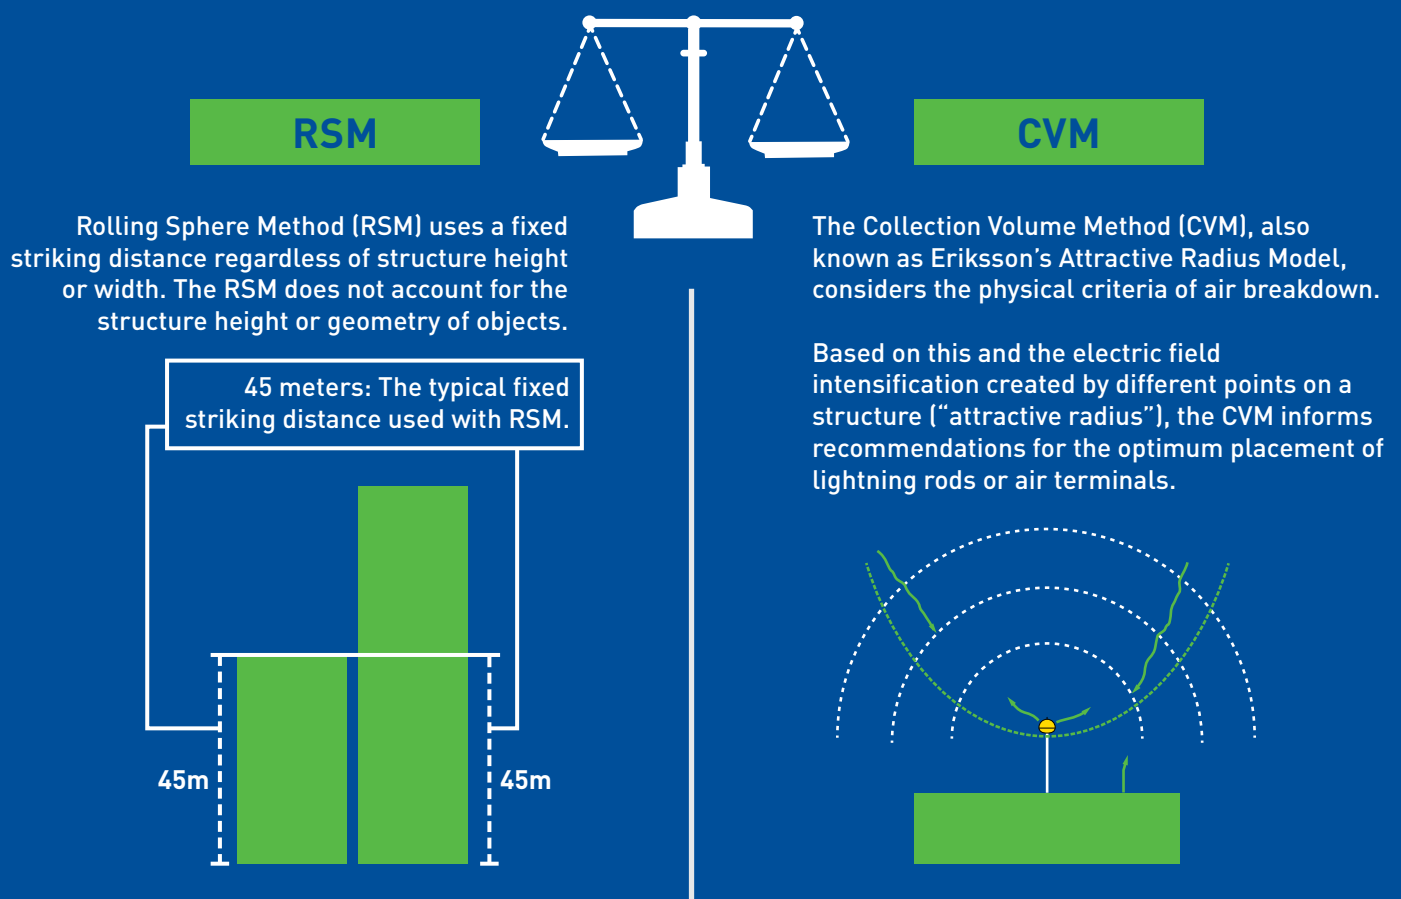 RSM
Rolling Sphere Method (RSM) uses a fixed
striking distance regardless of structure height
or width. The RSM does not account for the
structure height or geometry of objects.
45 meters: The typical fixed
striking distance used with RSM.
45m
45m
CVM
The Collection Volume Method (CVM), also
known as Eriksson’s Attractive Radius Model,
considers the physical criteria of air breakdown.
Based on this and the electric field
intensification created by different points on a
structure (“attractive radius”), the CVM informs
recommendations for the optimum placement of
lightning rods or air terminals.